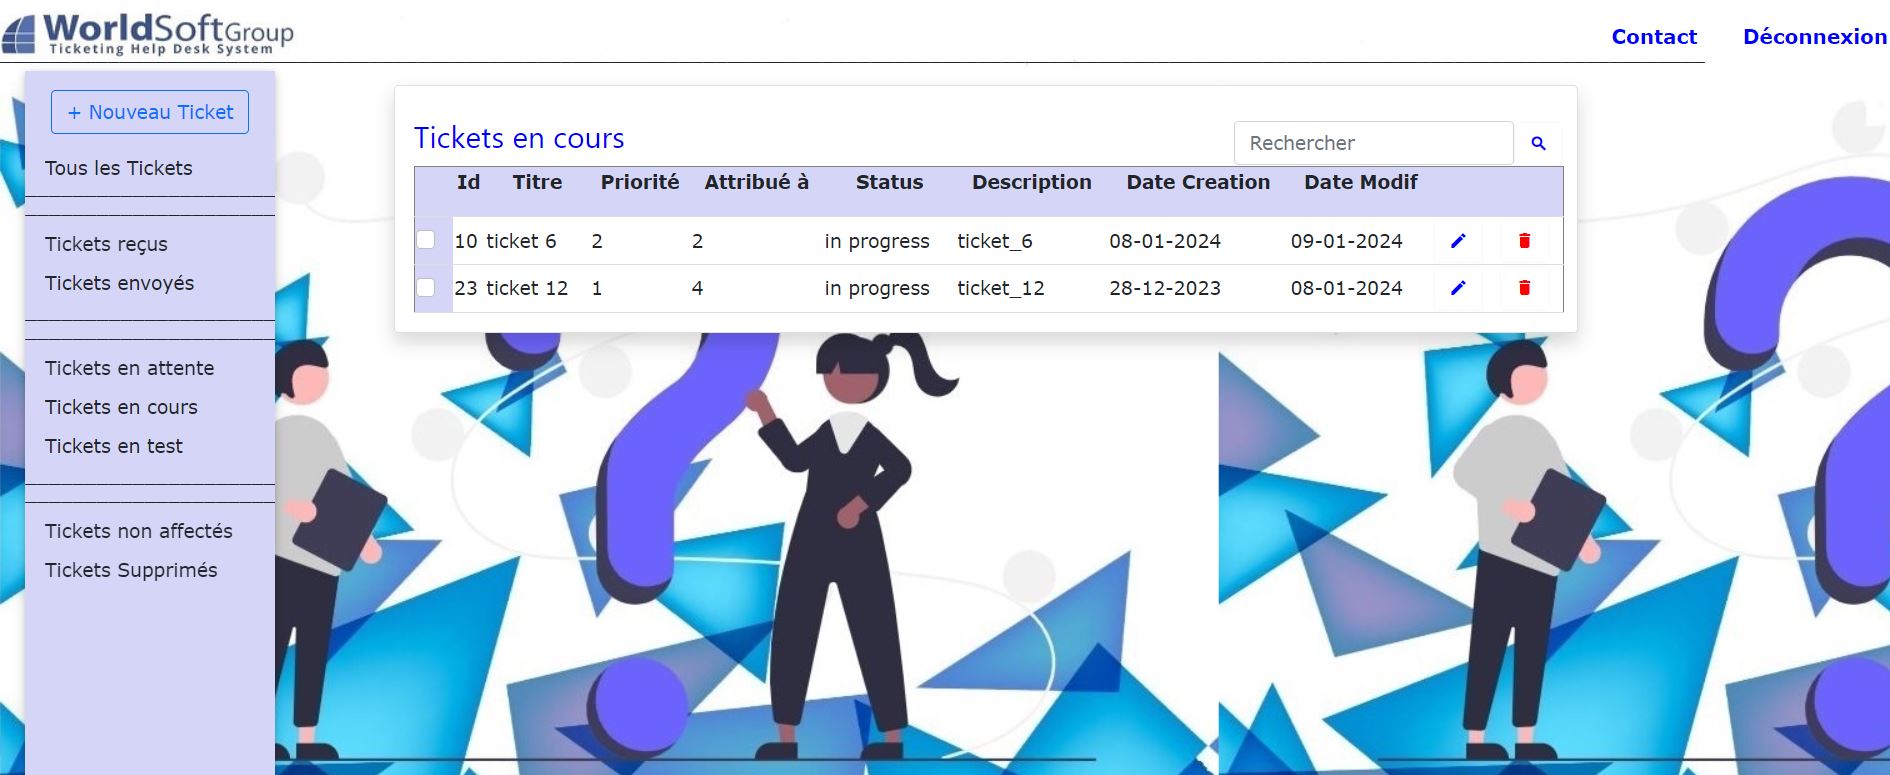 WorldSoftGroup
Ticketing Help Desk System
Contact Déconnexion
+ Nouveau Ticket
Tous les Tickets
Tickets reçus
Tickets envoyés
Tickets en attente
Tickets en cours
Tickets en test
Tickets non affectés
Tickets Supprimés
Tickets en cours
Rechercher
Id Titre Priorité Attribué à Status Description Date Creation Date Modif
10 ticket 6 2 2 in progress ticket_6 08-01-2024 09-01-2024
23 ticket 12 1 4 in progress ticket_12 28-12-2023 08-01-2024